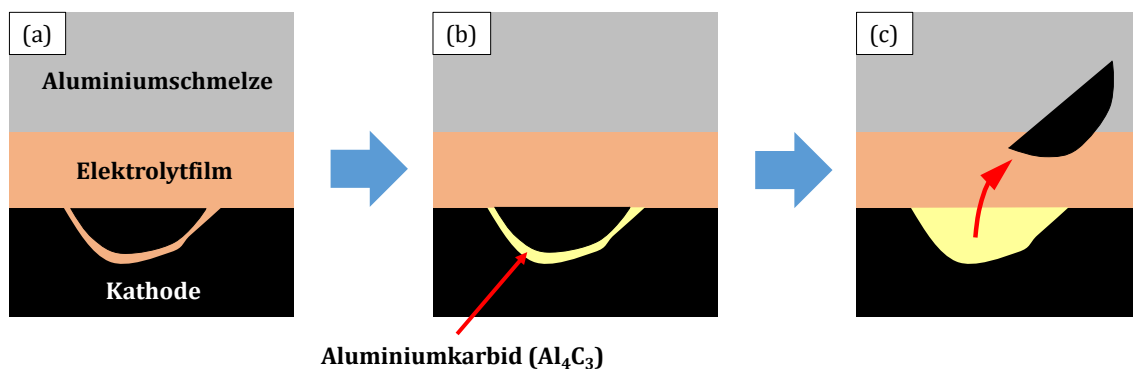 (a)
(b)
(c)
Aluminiumschmelze
Elektrolytfilm
Kathode
Aluminiumkarbid (Al₄C₃)